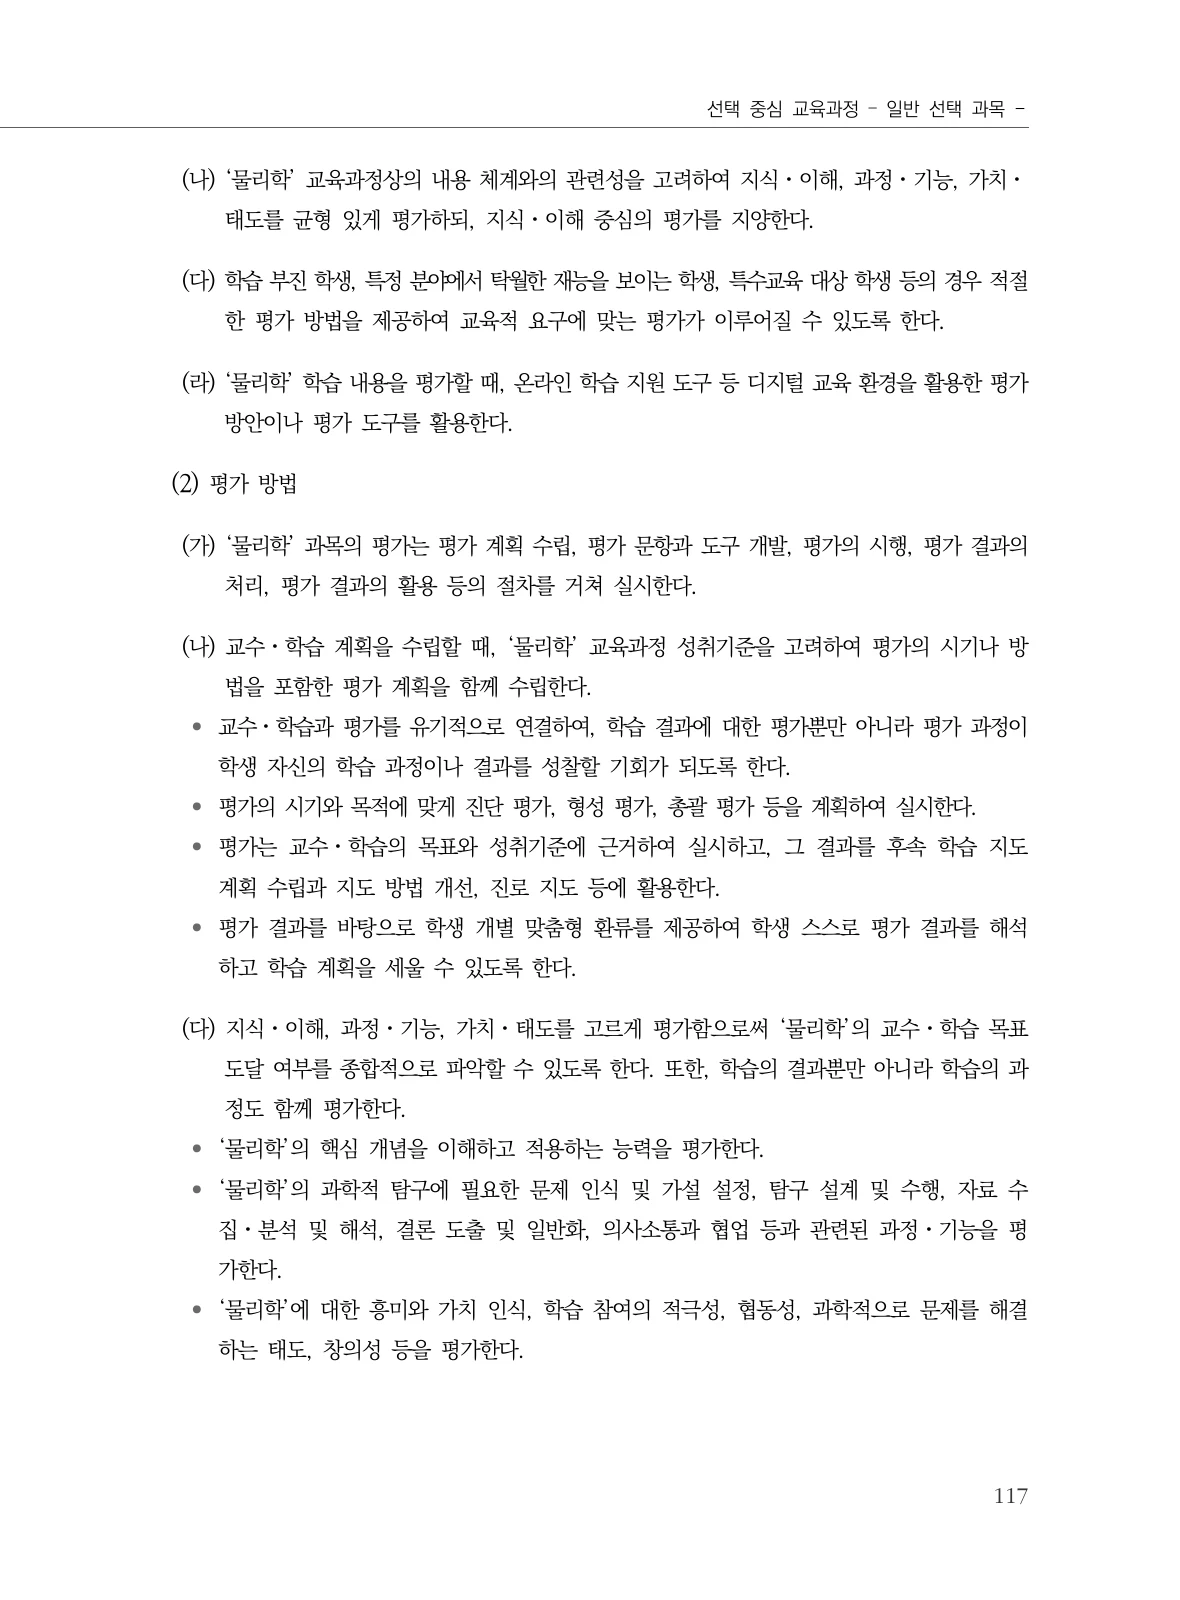 선택 중심 교육과정 - 일반 선택 과목 -
(나) ‘물리학’ 교육과정상의 내용 체계와의 관련성을 고려하여 지식·이해, 과정·기능, 가치·
태도를 균형 있게 평가하되, 지식·이해 중심의 평가를 지양한다.
(다) 학습 부진 학생, 특정 분야에서 탁월한 재능을 보이는 학생, 특수교육 대상 학생 등의 경우 적절
한 평가 방법을 제공하여 교육적 요구에 맞는 평가가 이루어질 수 있도록 한다.
(라) ‘물리학’ 학습 내용을 평가할 때, 온라인 학습 지원 도구 등 디지털 교육 환경을 활용한 평가
방안이나 평가 도구를 활용한다.
(2) 평가 방법
(가) ‘물리학’ 과목의 평가는 평가 계획 수립, 평가 문항과 도구 개발, 평가의 시행, 평가 결과의
처리, 평가 결과의 활용 등의 절차를 거쳐 실시한다.
(나) 교수·학습 계획을 수립할 때, ‘물리학’ 교육과정 성취기준을 고려하여 평가의 시기나 방
법을 포함한 평가 계획을 함께 수립한다.
• 교수·학습과 평가를 유기적으로 연결하여, 학습 결과에 대한 평가뿐만 아니라 평가 과정이
학생 자신의 학습 과정이나 결과를 성찰할 기회가 되도록 한다.
• 평가의 시기와 목적에 맞게 진단 평가, 형성 평가, 총괄 평가 등을 계획하여 실시한다.
• 평가는 교수·학습의 목표와 성취기준에 근거하여 실시하고, 그 결과를 후속 학습 지도
계획 수립과 지도 방법 개선, 진로 지도 등에 활용한다.
• 평가 결과를 바탕으로 학생 개별 맞춤형 환류를 제공하여 학생 스스로 평가 결과를 해석
하고 학습 계획을 세울 수 있도록 한다.
(다) 지식·이해, 과정·기능, 가치·태도를 고르게 평가함으로써 ‘물리학’의 교수·학습 목표
도달 여부를 종합적으로 파악할 수 있도록 한다. 또한, 학습의 결과뿐만 아니라 학습의 과
정도 함께 평가한다.
• ‘물리학’의 핵심 개념을 이해하고 적용하는 능력을 평가한다.
• ‘물리학’의 과학적 탐구에 필요한 문제 인식 및 가설 설정, 탐구 설계 및 수행, 자료 수
집·분석 및 해석, 결론 도출 및 일반화, 의사소통과 협업 등과 관련된 과정·기능을 평
가한다.
• ‘물리학’에 대한 흥미와 가치 인식, 학습 참여의 적극성, 협동성, 과학적으로 문제를 해결
하는 태도, 창의성 등을 평가한다.
117